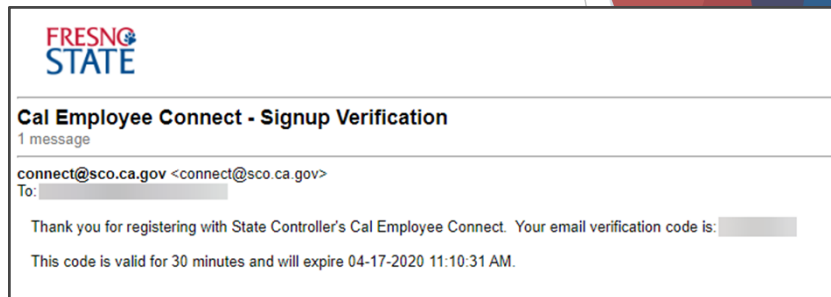 FRESNO
STATE
Cal Employee Connect - Signup Verification
1 message
connect@sco.ca.gov <connect@sco.ca.gov>
To:
Thank you for registering with State Controller's Cal Employee Connect. Your email verification code is:
This code is valid for 30 minutes and will expire 04-17-2020 11:10:31 AM.